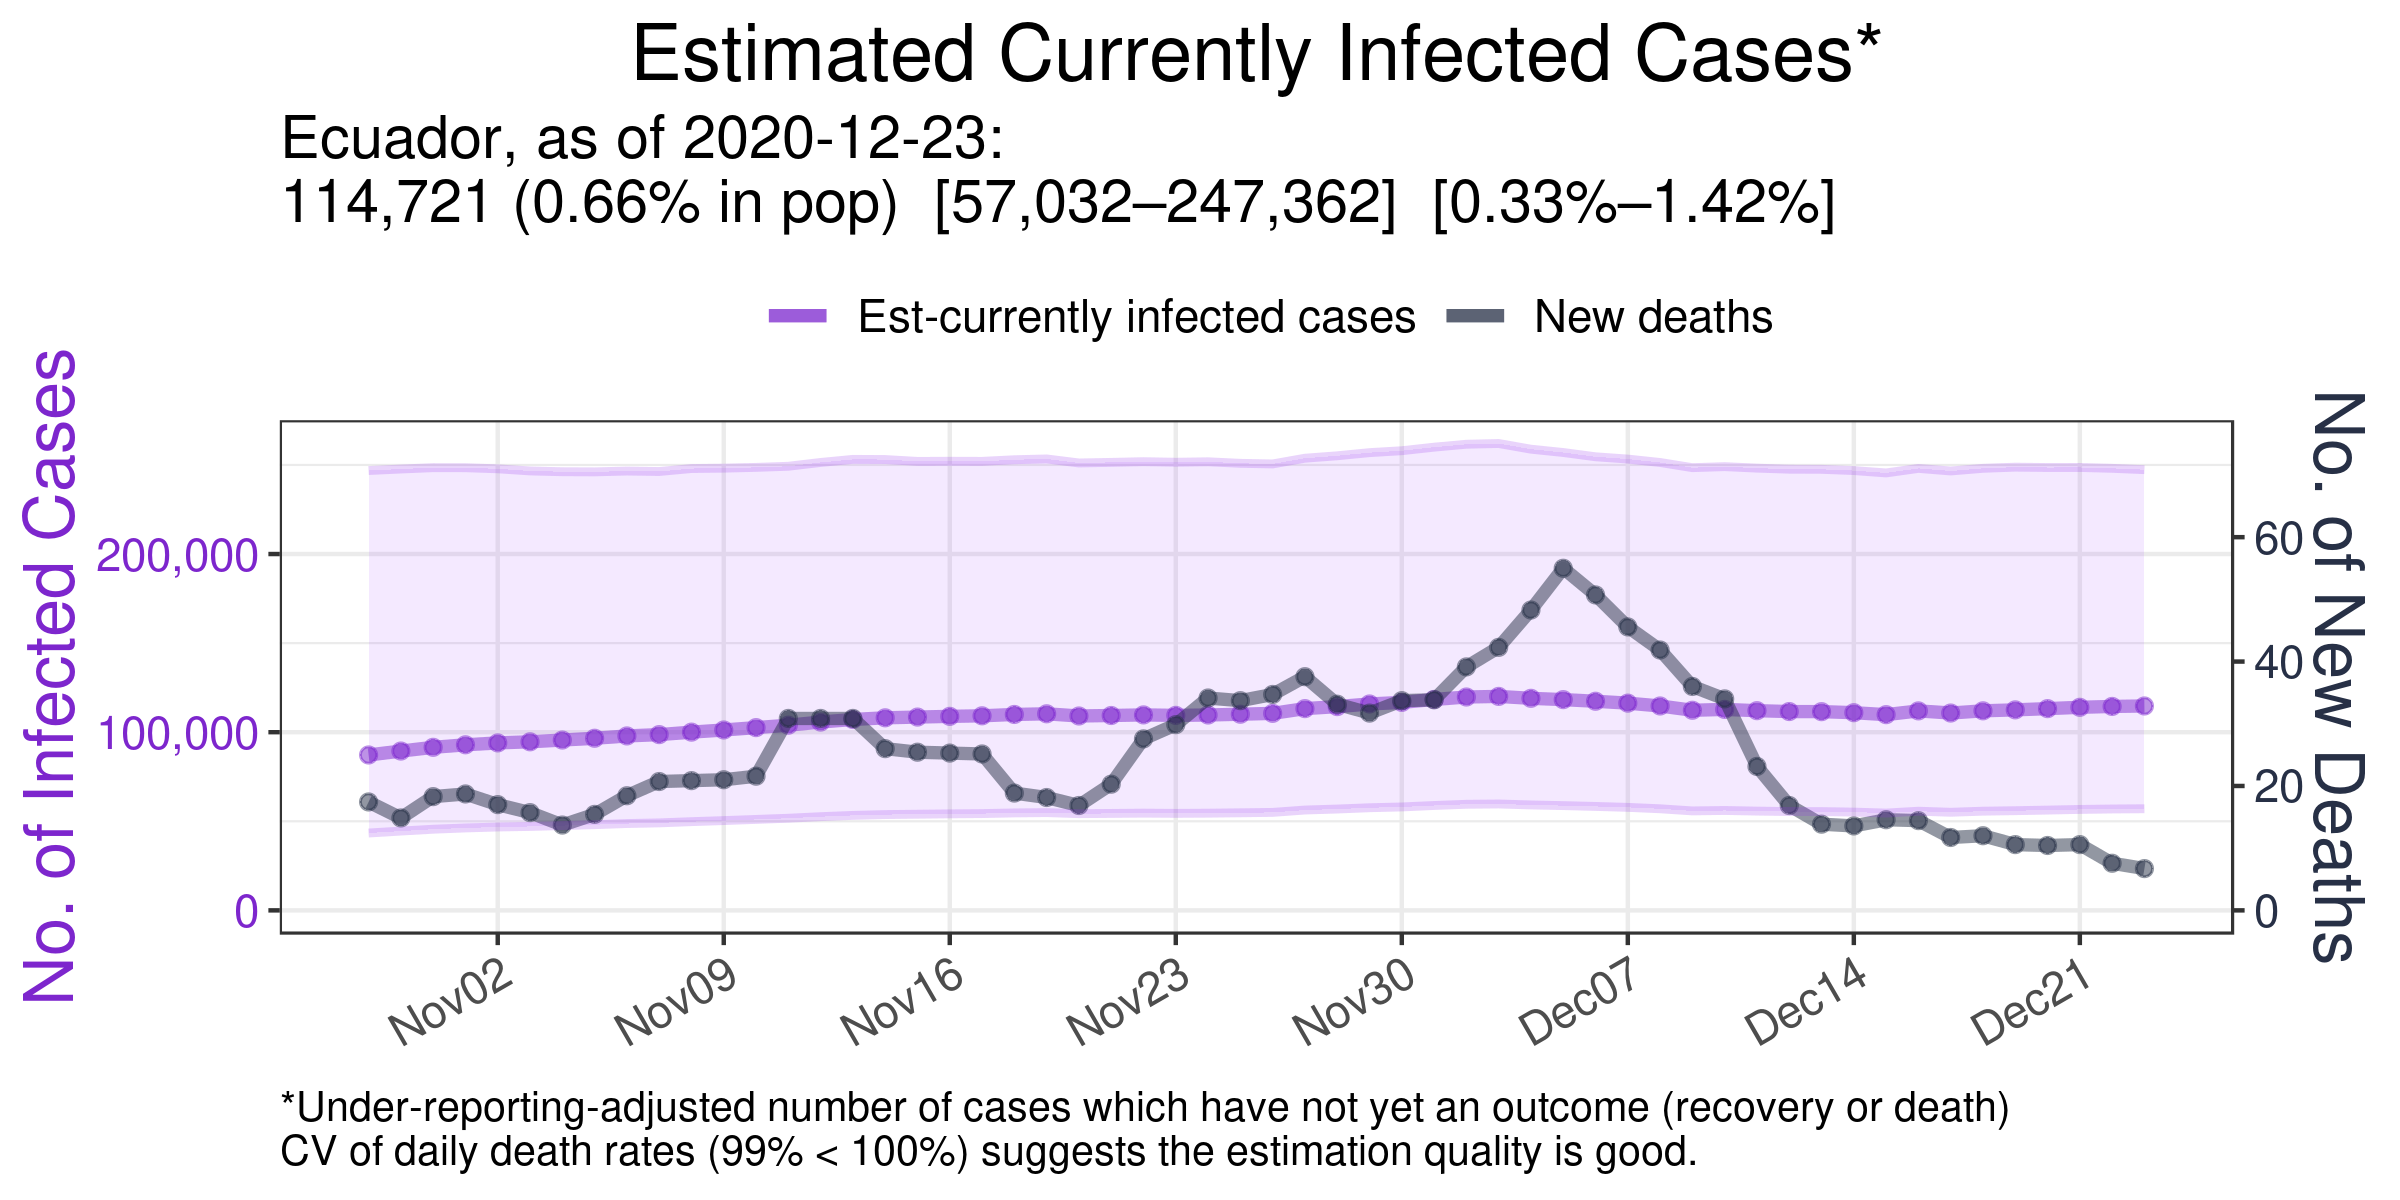 Estimated Currently Infected Cases*
Ecuador, as of 2020-12-23:
114,721 (0.66% in pop)  [57,032–247,362]  [0.33%–1.42%]
Est-currently infected cases
New deaths
No. of Infected Cases
200,000
100,000
0
60
40
20
0
No. of New Deaths
Nov02
Nov09
Nov16
Nov23
Nov30
Dec07
Dec14
Dec21
*Under-reporting-adjusted number of cases which have not yet an outcome (recovery or death)
CV of daily death rates (99% < 100%) suggests the estimation quality is good.